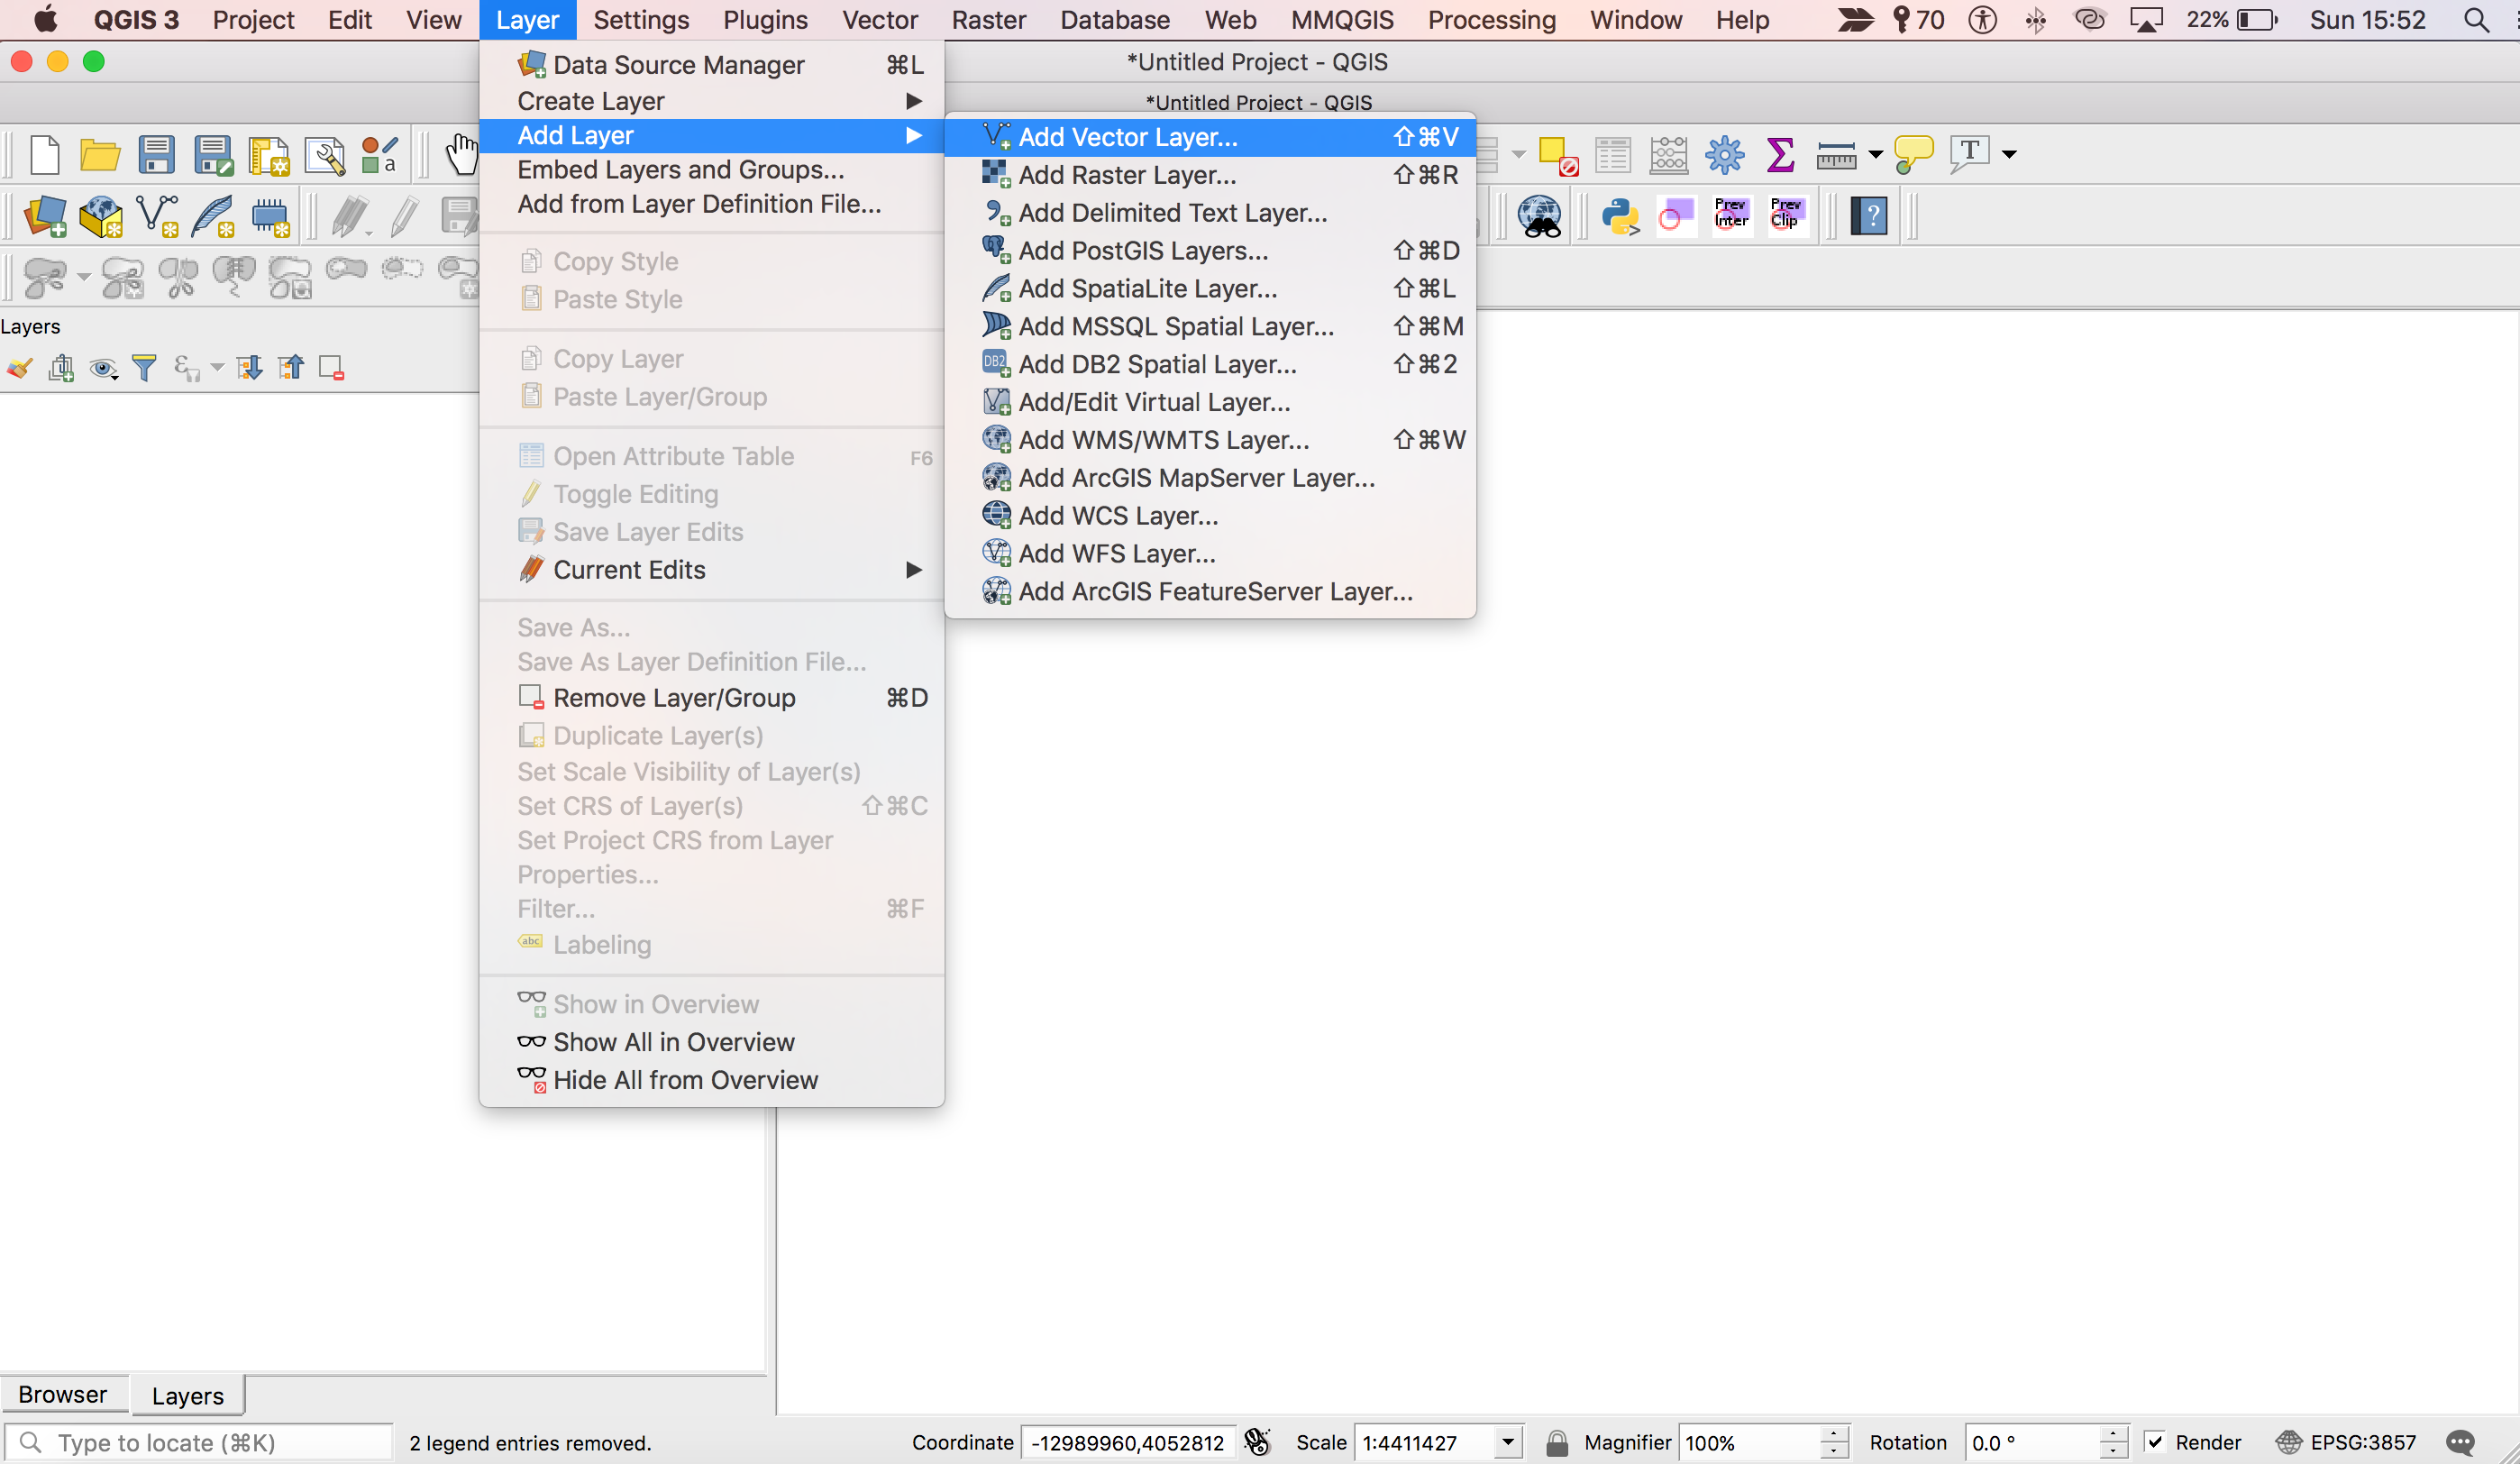 QGIS 3 Project Edit View Layer Settings Plugins Vector Raster Database Web MMQGIS Processing Window Help 70 22% Sun 15:52
*Untitled Project - QGIS
*Untitled Project - QGIS
Data Source Manager ⌘L
Create Layer
Add Layer
Embed Layers and Groups...
Add from Layer Definition File...
Copy Style
Paste Style
Copy Layer
Paste Layer/Group
Open Attribute Table F6
Toggle Editing
Save Layer Edits
Current Edits
Save As...
Save As Layer Definition File...
Remove Layer/Group ⌘D
Duplicate Layer(s)
Set Scale Visibility of Layer(s)
Set CRS of Layer(s) ⇧⌘C
Set Project CRS from Layer
Properties...
Filter... ⌘F
abc Labeling
Show in Overview
Show All in Overview
Hide All from Overview
Add Vector Layer... ⇧⌘V
Add Raster Layer... ⇧⌘R
Add Delimited Text Layer...
Add PostGIS Layers... ⇧⌘D
Add SpatiaLite Layer... ⇧⌘L
Add MSSQL Spatial Layer... ⇧⌘M
DB2 Add DB2 Spatial Layer... ⇧⌘2
Add/Edit Virtual Layer...
Add WMS/WMTS Layer... ⇧⌘W
Add ArcGIS MapServer Layer...
Add WCS Layer...
Add WFS Layer...
Add ArcGIS FeatureServer Layer...
a
T
Prev Inter
Prev Clip
?
Layers
Browser Layers
Type to locate (⌘K) 2 legend entries removed. Coordinate -12989960,4052812 Scale 1:4411427 Magnifier 100% Rotation 0.0 ° Render EPSG:3857